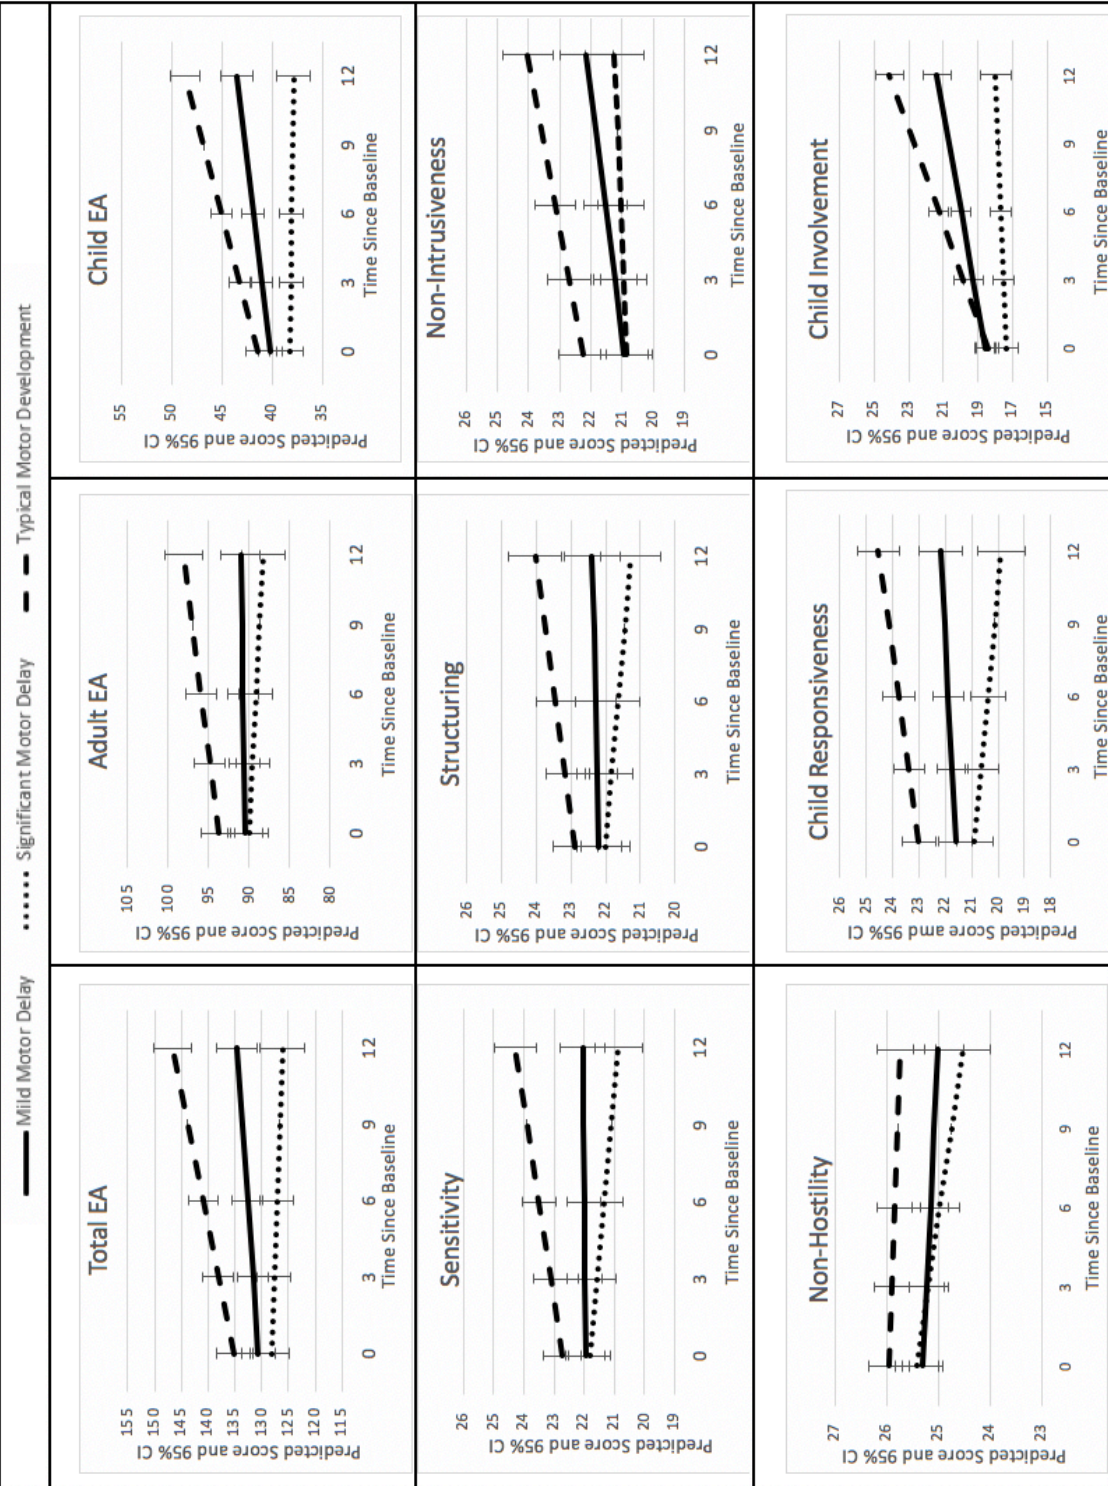 Mild Motor Delay Significant Motor Delay Typical Motor Development
Total EA
Predicted Score and 95% CI
155
150
145
140
135
130
125
120
115
0 3 6 9 12
Time Since Baseline
Adult EA
Predicted Score and 95% CI
105
100
95
90
85
80
0 3 6 9 12
Time Since Baseline
Child EA
Predicted Score and 95% CI
55
50
45
40
35
0 3 6 9 12
Time Since Baseline
Sensitivity
Predicted Score and 95% CI
26
25
24
23
22
21
20
19
0 3 6 9 12
Time Since Baseline
Structuring
Predicted Score and 95% CI
26
25
24
23
22
21
20
0 3 6 9 12
Time Since Baseline
Non-Intrusiveness
Predicted Score and 95% CI
26
25
24
23
22
21
20
19
0 3 6 9 12
Time Since Baseline
Non-Hostility
Predicted Score and 95% CI
27
26
25
24
23
0 3 6 9 12
Time Since Baseline
Child Responsiveness
Predicted Score amd 95% CI
26
25
24
23
22
21
20
19
18
0 3 6 9 12
Time Since Baseline
Child Involvement
Predicted Score and 95% CI
27
25
23
21
19
17
15
0 3 6 9 12
Time Since Baseline